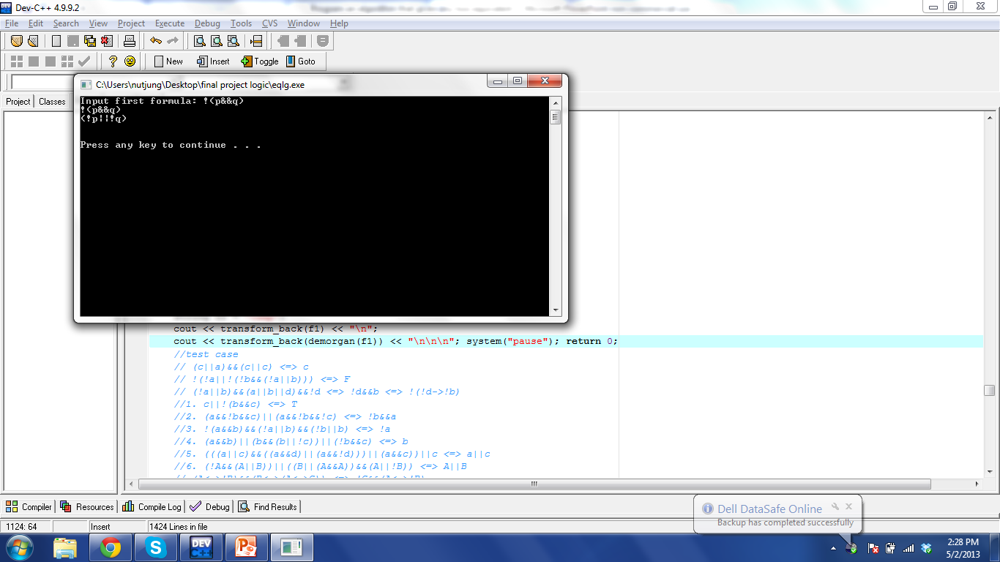 Dev-C++ 4.9.9.2
File Edit Search View Project Execute Debug Tools CVS Window Help
New Insert Toggle Goto
C:\Users\nutjung\Desktop\final project logic\eqlg.exe
Project Classes
Input first formula: !(p&&q)
!(p&&q)
(!p||!q)
Press any key to continue . . .
cout << transform_back(f1) << "\n";
cout << transform_back(demorgan(f1)) << "\n\n\n"; system("pause"); return 0;
//test case
// (c||a)&&(c||c) <=> c
// !(!a||!(!b&&(!a||b))) <=> F
// (!a||b)&&(a||b||d)&&!d <=> !d&&b <=> !(!d->!b)
//1. c||!(b&&c) <=> T
//2. (a&&!b&&c)||(a&&!b&&!c) <=> !b&&a
//3. !(a&&b)&&(!a||b)&&(!b||b) <=> !a
//4. (a&&b)||(b&&(b||!c))||(!b&&c) <=> b
//5. (((a||c)&&((a&&d)||(a&&!d)))||(a&&c))||c <=> a||c
//6. (!A&&(A||B))||((B||(A&&A))&&(A||!B)) <=> A||B
Compiler Resources Compile Log Debug Find Results
Dell DataSafe Online
Backup has completed successfully
1124: 64 Insert 1424 Lines in file
2:28 PM
5/2/2013